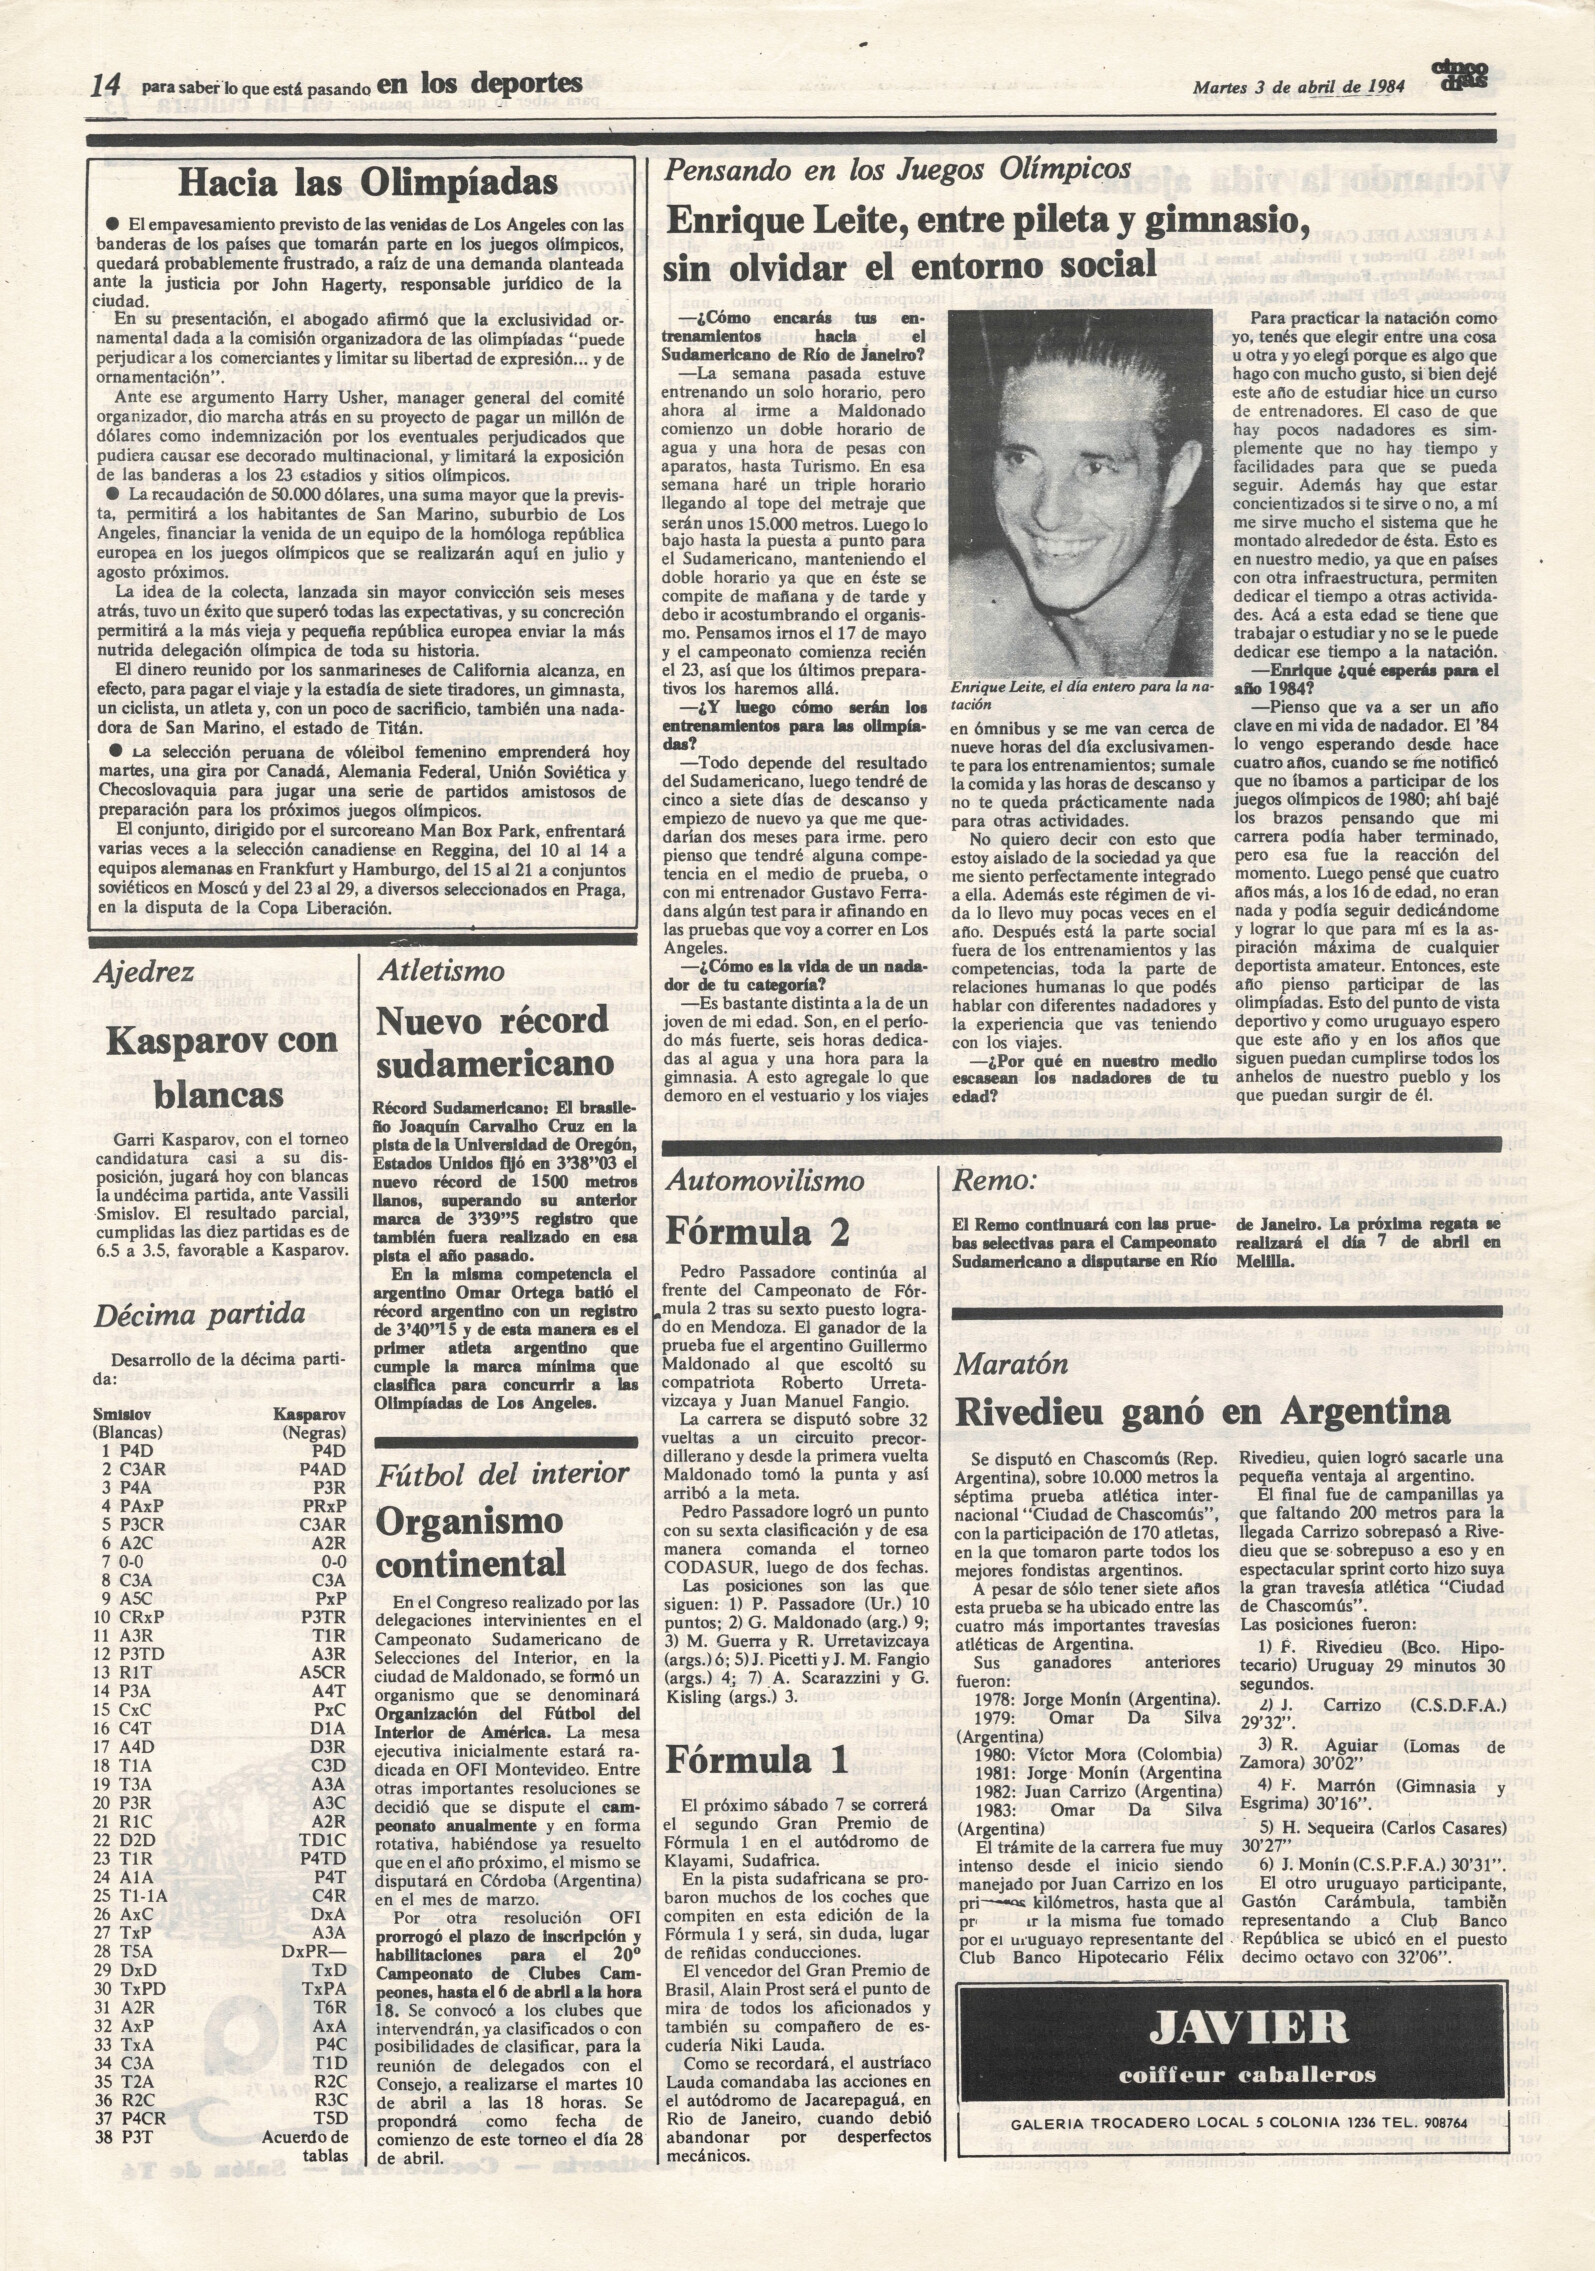 14 para saber lo que está pasando en los deportes
Martes 3 de abril de 1984
cinco días
Hacia las Olimpíadas
● El empavesamiento previsto de las venidas de Los Angeles con las
banderas de los países que tomarán parte en los juegos olímpicos,
quedará probablemente frustrado, a raíz de una demanda planteada
ante la justicia por John Hagerty, responsable jurídico de la
ciudad.
En su presentación, el abogado afirmó que la exclusividad or-
namental dada a la comisión organizadora de las olimpíadas "puede
perjudicar a los comerciantes y limitar su libertad de expresión... y de
ornamentación".
Ante ese argumento Harry Usher, manager general del comité
organizador, dio marcha atrás en su proyecto de pagar un millón de
dólares como indemnización por los eventuales perjudicados que
pudiera causar ese decorado multinacional, y limitará la exposición
de las banderas a los 23 estadios y sitios olímpicos.
● La recaudación de 50.000 dólares, una suma mayor que la previs-
ta, permitirá a los habitantes de San Marino, suburbio de Los
Angeles, financiar la venida de un equipo de la homóloga república
europea en los juegos olímpicos que se realizarán aquí en julio y
agosto próximos.
La idea de la colecta, lanzada sin mayor convicción seis meses
atrás, tuvo un éxito que superó todas las expectativas, y su concreción
permitirá a la más vieja y pequeña república europea enviar la más
nutrida delegación olímpica de toda su historia.
El dinero reunido por los sanmarineses de California alcanza, en
efecto, para pagar el viaje y la estadía de siete tiradores, un gimnasta,
un ciclista, un atleta y, con un poco de sacrificio, también una nada-
dora de San Marino, el estado de Titán.
● La selección peruana de vóleibol femenino emprenderá hoy
martes, una gira por Canadá, Alemania Federal, Unión Soviética y
Checoslovaquia para jugar una serie de partidos amistosos de
preparación para los próximos juegos olímpicos.
El conjunto, dirigido por el surcoreano Man Box Park, enfrentará
varias veces a la selección canadiense en Reggina, del 10 al 14 a
equipos alemanas en Frankfurt y Hamburgo, del 15 al 21 a conjuntos
soviéticos en Moscú y del 23 al 29, a diversos seleccionados en Praga,
en la disputa de la Copa Liberación.
Pensando en los Juegos Olímpicos
Enrique Leite, entre pileta y gimnasio,
sin olvidar el entorno social
—¿Cómo encarás tus en-
trenamientos hacia el
Sudamericano de Río de Janeiro?
—La semana pasada estuve
entrenando un solo horario, pero
ahora al irme a Maldonado
comienzo un doble horario de
agua y una hora de pesas con
aparatos, hasta Turismo. En esa
semana haré un triple horario
llegando al tope del metraje que
serán unos 15.000 metros. Luego lo
bajo hasta la puesta a punto para
el Sudamericano, manteniendo el
doble horario ya que en éste se
compite de mañana y de tarde y
debo ir acostumbrando el organis-
mo. Pensamos irnos el 17 de mayo
y el campeonato comienza recién
el 23, así que los últimos prepara-
tivos los haremos allá.
—¿Y luego cómo serán los
entrenamientos para las olimpía-
das?
—Todo depende del resultado
del Sudamericano, luego tendré de
cinco a siete días de descanso y
empiezo de nuevo ya que me que-
darían dos meses para irme. pero
pienso que tendré alguna compe-
tencia en el medio de prueba, o
con mi entrenador Gustavo Ferra-
dans algún test para ir afinando en
las pruebas que voy a correr en Los
Angeles.
—¿Cómo es la vida de un nada-
dor de tu categoría?
—Es bastante distinta a la de un
joven de mi edad. Son, en el perío-
do más fuerte, seis horas dedica-
das al agua y una hora para la
gimnasia. A esto agregale lo que
demoro en el vestuario y los viajes
Enrique Leite, el día entero para la na-
tación
en ómnibus y se me van cerca de
nueve horas del día exclusivamen-
te para los entrenamientos; sumale
la comida y las horas de descanso y
no te queda prácticamente nada
para otras actividades.
No quiero decir con esto que
estoy aislado de la sociedad ya que
me siento perfectamente integrado
a ella. Además este régimen de vi-
da lo llevo muy pocas veces en el
año. Después está la parte social
fuera de los entrenamientos y las
competencias, toda la parte de
relaciones humanas lo que podés
hablar con diferentes nadadores y
la experiencia que vas teniendo
con los viajes.
—¿Por qué en nuestro medio
escasean los nadadores de tu
edad?
Para practicar la natación como
yo, tenés que elegir entre una cosa
u otra y yo elegí porque es algo que
hago con mucho gusto, si bien dejé
este año de estudiar hice un curso
de entrenadores. El caso de que
hay pocos nadadores es sim-
plemente que no hay tiempo y
facilidades para que se pueda
seguir. Además hay que estar
concientizados si te sirve o no, a mí
me sirve mucho el sistema que he
montado alrededor de ésta. Esto es
en nuestro medio, ya que en países
con otra infraestructura, permiten
dedicar el tiempo a otras activida-
des. Acá a esta edad se tiene que
trabajar o estudiar y no se le puede
dedicar ese tiempo a la natación.
—Enrique ¿qué esperás para el
año 1984?
—Pienso que va a ser un año
clave en mi vida de nadador. El '84
lo vengo esperando desde hace
cuatro años, cuando se me notificó
que no íbamos a participar de los
juegos olímpicos de 1980; ahí bajé
los brazos pensando que mi
carrera podía haber terminado,
pero esa fue la reacción del
momento. Luego pensé que cuatro
años más, a los 16 de edad, no eran
nada y podía seguir dedicándome
y lograr lo que para mí es la as-
piración máxima de cualquier
deportista amateur. Entonces, este
año pienso participar de las
olimpíadas. Esto del punto de vista
deportivo y como uruguayo espero
que este año y en los años que
siguen puedan cumplirse todos los
anhelos de nuestro pueblo y los
que puedan surgir de él.
Ajedrez
Kasparov con
blancas
Garri Kasparov, con el torneo
candidatura casi a su dis-
posición, jugará hoy con blancas
la undécima partida, ante Vassili
Smislov. El resultado parcial,
cumplidas las diez partidas es de
6.5 a 3.5, favorable a Kasparov.
Décima partida
Desarrollo de la décima parti-
da:
Smislov Kasparov
(Blancas) (Negras)
1 P4D P4D
2 C3AR P4AD
3 P4A P3R
4 PAxP PRxP
5 P3CR C3AR
6 A2C A2R
7 0-0 0-0
8 C3A C3A
9 A5C PxP
10 CRxP P3TR
11 A3R T1R
12 P3TD A3R
13 R1T A5CR
14 P3A A4T
15 CxC PxC
16 C4T D1A
17 A4D D3R
18 T1A C3D
19 T3A A3A
20 P3R A3C
21 R1C A2R
22 D2D TD1C
23 T1R P4TD
24 A1A P4T
25 T1-1A C4R
26 AxC DxA
27 TxP A3A
28 T5A DxPR—
29 DxD TxD
30 TxPD TxPA
31 A2R T6R
32 AxP AxA
33 TxA P4C
34 C3A T1D
35 T2A R2C
36 R2C R3C
37 P4CR T5D
38 P3T Acuerdo de
tablas
Atletismo
Nuevo récord
sudamericano
Récord Sudamericano: El brasile-
ño Joaquín Carvalho Cruz en la
pista de la Universidad de Oregón,
Estados Unidos fijó en 3'38"03 el
nuevo récord de 1500 metros
llanos, superando su anterior
marca de 3'39"5 registro que
también fuera realizado en esa
pista el año pasado.
En la misma competencia el
argentino Omar Ortega batió el
récord argentino con un registro
de 3'40"15 y de esta manera es el
primer atleta argentino que
cumple la marca mínima que
clasifica para concurrir a las
Olimpíadas de Los Angeles.
Fútbol del interior
Organismo
continental
En el Congreso realizado por las
delegaciones intervinientes en el
Campeonato Sudamericano de
Selecciones del Interior, en la
ciudad de Maldonado, se formó un
organismo que se denominará
Organización del Fútbol del
Interior de América. La mesa
ejecutiva inicialmente estará ra-
dicada en OFI Montevideo. Entre
otras importantes resoluciones se
decidió que se dispute el cam-
peonato anualmente y en forma
rotativa, habiéndose ya resuelto
que en el año próximo, el mismo se
disputará en Córdoba (Argentina)
en el mes de marzo.
Por otra resolución OFI
prorrogó el plazo de inscripción y
habilitaciones para el 20º
Campeonato de Clubes Cam-
peones, hasta el 6 de abril a la hora
18. Se convocó a los clubes que
intervendrán, ya clasificados o con
posibilidades de clasificar, para la
reunión de delegados con el
Consejo, a realizarse el martes 10
de abril a las 18 horas. Se
propondrá como fecha de
comienzo de este torneo el día 28
de abril.
Automovilismo
Fórmula 2
Pedro Passadore continúa al
frente del Campeonato de Fór-
mula 2 tras su sexto puesto logra-
do en Mendoza. El ganador de la
prueba fue el argentino Guillermo
Maldonado al que escoltó su
compatriota Roberto Urreta-
vizcaya y Juan Manuel Fangio.
La carrera se disputó sobre 32
vueltas a un circuito precor-
dillerano y desde la primera vuelta
Maldonado tomó la punta y así
arribó a la meta.
Pedro Passadore logró un punto
con su sexta clasificación y de esa
manera comanda el torneo
CODASUR, luego de dos fechas.
Las posiciones son las que
siguen: 1) P. Passadore (Ur.) 10
puntos; 2) G. Maldonado (arg.) 9;
3) M. Guerra y R. Urretavizcaya
(args.) 6; 5) J. Picetti y J. M. Fangio
(args.) 4; 7) A. Scarazzini y G.
Kisling (args.) 3.
Fórmula 1
El próximo sábado 7 se correrá
el segundo Gran Premio de
Fórmula 1 en el autódromo de
Klayami, Sudafrica.
En la pista sudafricana se pro-
baron muchos de los coches que
compiten en esta edición de la
Fórmula 1 y será, sin duda, lugar
de reñidas conducciones.
El vencedor del Gran Premio de
Brasil, Alain Prost será el punto de
mira de todos los aficionados y
también su compañero de es-
cudería Niki Lauda.
Como se recordará, el austríaco
Lauda comandaba las acciones en
el autódromo de Jacarepaguá, en
Rio de Janeiro, cuando debió
abandonar por desperfectos
mecánicos.
Remo:
El Remo continuará con las prue-
bas selectivas para el Campeonato
Sudamericano a disputarse en Río
de Janeiro. La próxima regata se
realizará el día 7 de abril en
Melilla.
Maratón
Rivedieu ganó en Argentina
Se disputó en Chascomús (Rep.
Argentina), sobre 10.000 metros la
séptima prueba atlética inter-
nacional "Ciudad de Chascomús",
con la participación de 170 atletas,
en la que tomaron parte todos los
mejores fondistas argentinos.
A pesar de sólo tener siete años
esta prueba se ha ubicado entre las
cuatro más importantes travesías
atléticas de Argentina.
Sus ganadores anteriores
fueron:
1978: Jorge Monín (Argentina).
1979: Omar Da Silva
(Argentina)
1980: Víctor Mora (Colombia)
1981: Jorge Monín (Argentina
1982: Juan Carrizo (Argentina)
1983: Omar Da Silva
(Argentina)
El trámite de la carrera fue muy
intenso desde el inicio siendo
manejado por Juan Carrizo en los
kilómetros, hasta que al
la misma fue tomado
por el uruguayo representante del
Club Banco Hipotecario Félix
Rivedieu, quien logró sacarle una
pequeña ventaja al argentino.
El final fue de campanillas ya
que faltando 200 metros para la
llegada Carrizo sobrepasó a Rive-
dieu que se sobrepuso a eso y en
espectacular sprint corto hizo suya
la gran travesía atlética "Ciudad
de Chascomús".
Las posiciones fueron:
1) F. Rivedieu (Bco. Hipo-
tecario) Uruguay 29 minutos 30
segundos.
2) J. Carrizo (C.S.D.F.A.)
29'32".
3) R. Aguiar (Lomas de
Zamora) 30'02"
4) F. Marrón (Gimnasia y
Esgrima) 30'16".
5) H. Sequeira (Carlos Casares)
30'27"
6) J. Monín (C.S.P.F.A.) 30'31".
El otro uruguayo participante,
Gastón Carámbula, también
representando a Club Banco
República se ubicó en el puesto
decimo octavo con 32'06".
JAVIER
coiffeur caballeros
GALERIA TROCADERO LOCAL 5 COLONIA 1236 TEL. 908764